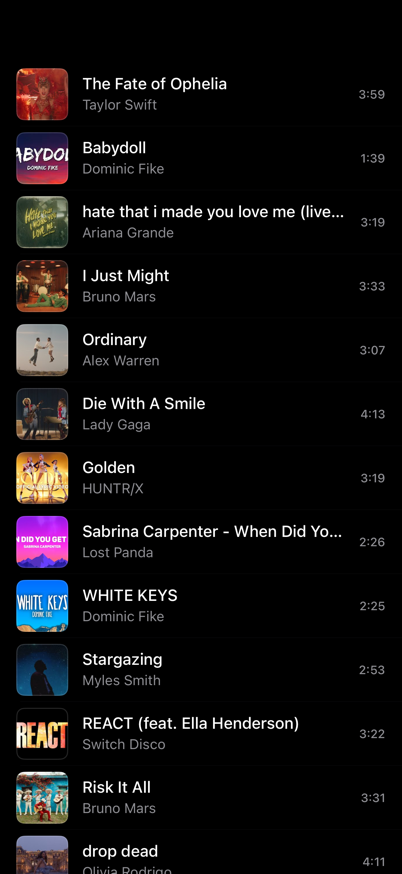 The Fate of Ophelia
Taylor Swift
3:59
ABYDOL
DOMINIC FIKE
Babydoll
Dominic Fike
1:39
hate that i made you love me (live...
Ariana Grande
3:19
I Just Might
Bruno Mars
3:33
Ordinary
Alex Warren
3:07
Die With A Smile
Lady Gaga
4:13
Golden
HUNTR/X
3:19
N DID YOU GET
SABRINA CARPENTER
Sabrina Carpenter - When Did Yo...
Lost Panda
2:26
WHITE KEYS
DOMINIC FIKE
WHITE KEYS
Dominic Fike
2:25
Stargazing
Myles Smith
2:53
REACT
REACT (feat. Ella Henderson)
Switch Disco
3:22
Risk It All
Bruno Mars
3:31
drop dead
Olivia Rodrigo
4:11